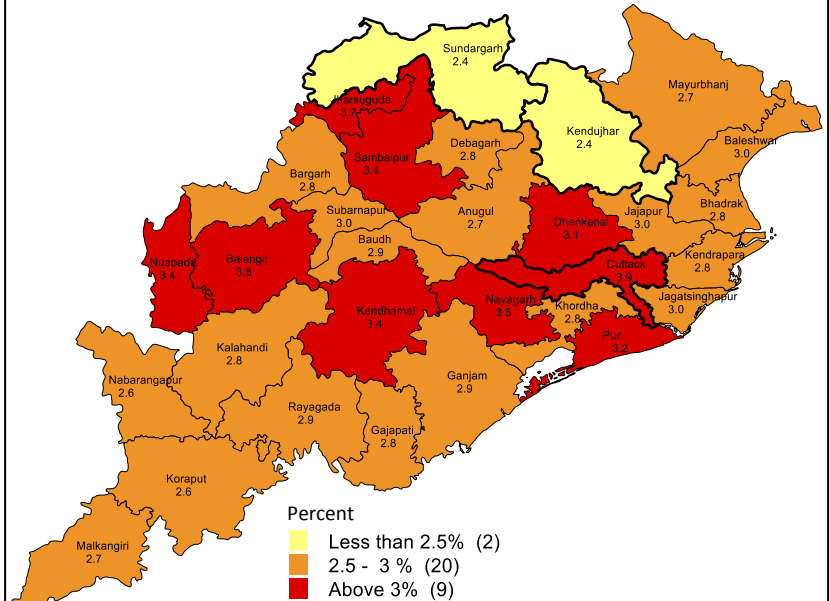 Sundargarh
2.4
Mayurbhanj
2.7
Jharsuguda
3.7
Kendujhar
2.4
Baleshwar
3.0
Debagarh
2.8
Sambalpur
3.4
Bargarh
2.8
Subarnapur
3.0
Anugul
2.7
Dhenkanal
3.1
Jajapur
3.0
Bhadrak
2.8
Baudh
2.9
Nuapada
3.4
Balangir
3.5
Cuttack
3.9
Kendrapara
2.8
Kandhamal
3.4
Nayagarh
3.5
Khordha
2.8
Jagatsinghapur
3.0
Puri
3.2
Kalahandi
2.8
Nabarangapur
2.6
Ganjam
2.9
Rayagada
2.9
Gajapati
2.8
Koraput
2.6
Malkangiri
2.7
Percent
Less than 2.5% (2)
2.5 - 3 % (20)
Above 3% (9)